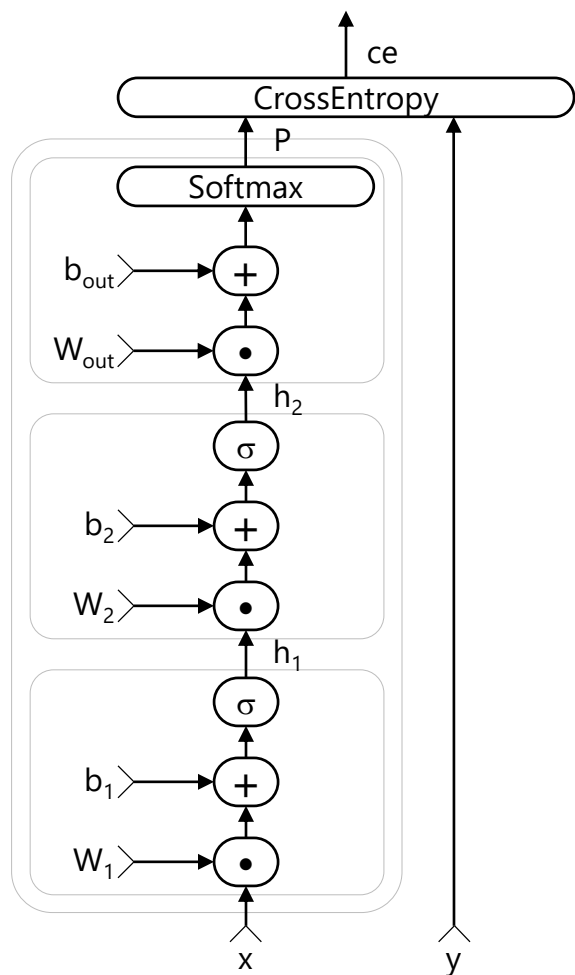 ce
CrossEntropy
P
Softmax
b_out
+
W_out
•
h_2
σ
b_2
+
W_2
•
h_1
σ
b_1
+
W_1
•
x
y